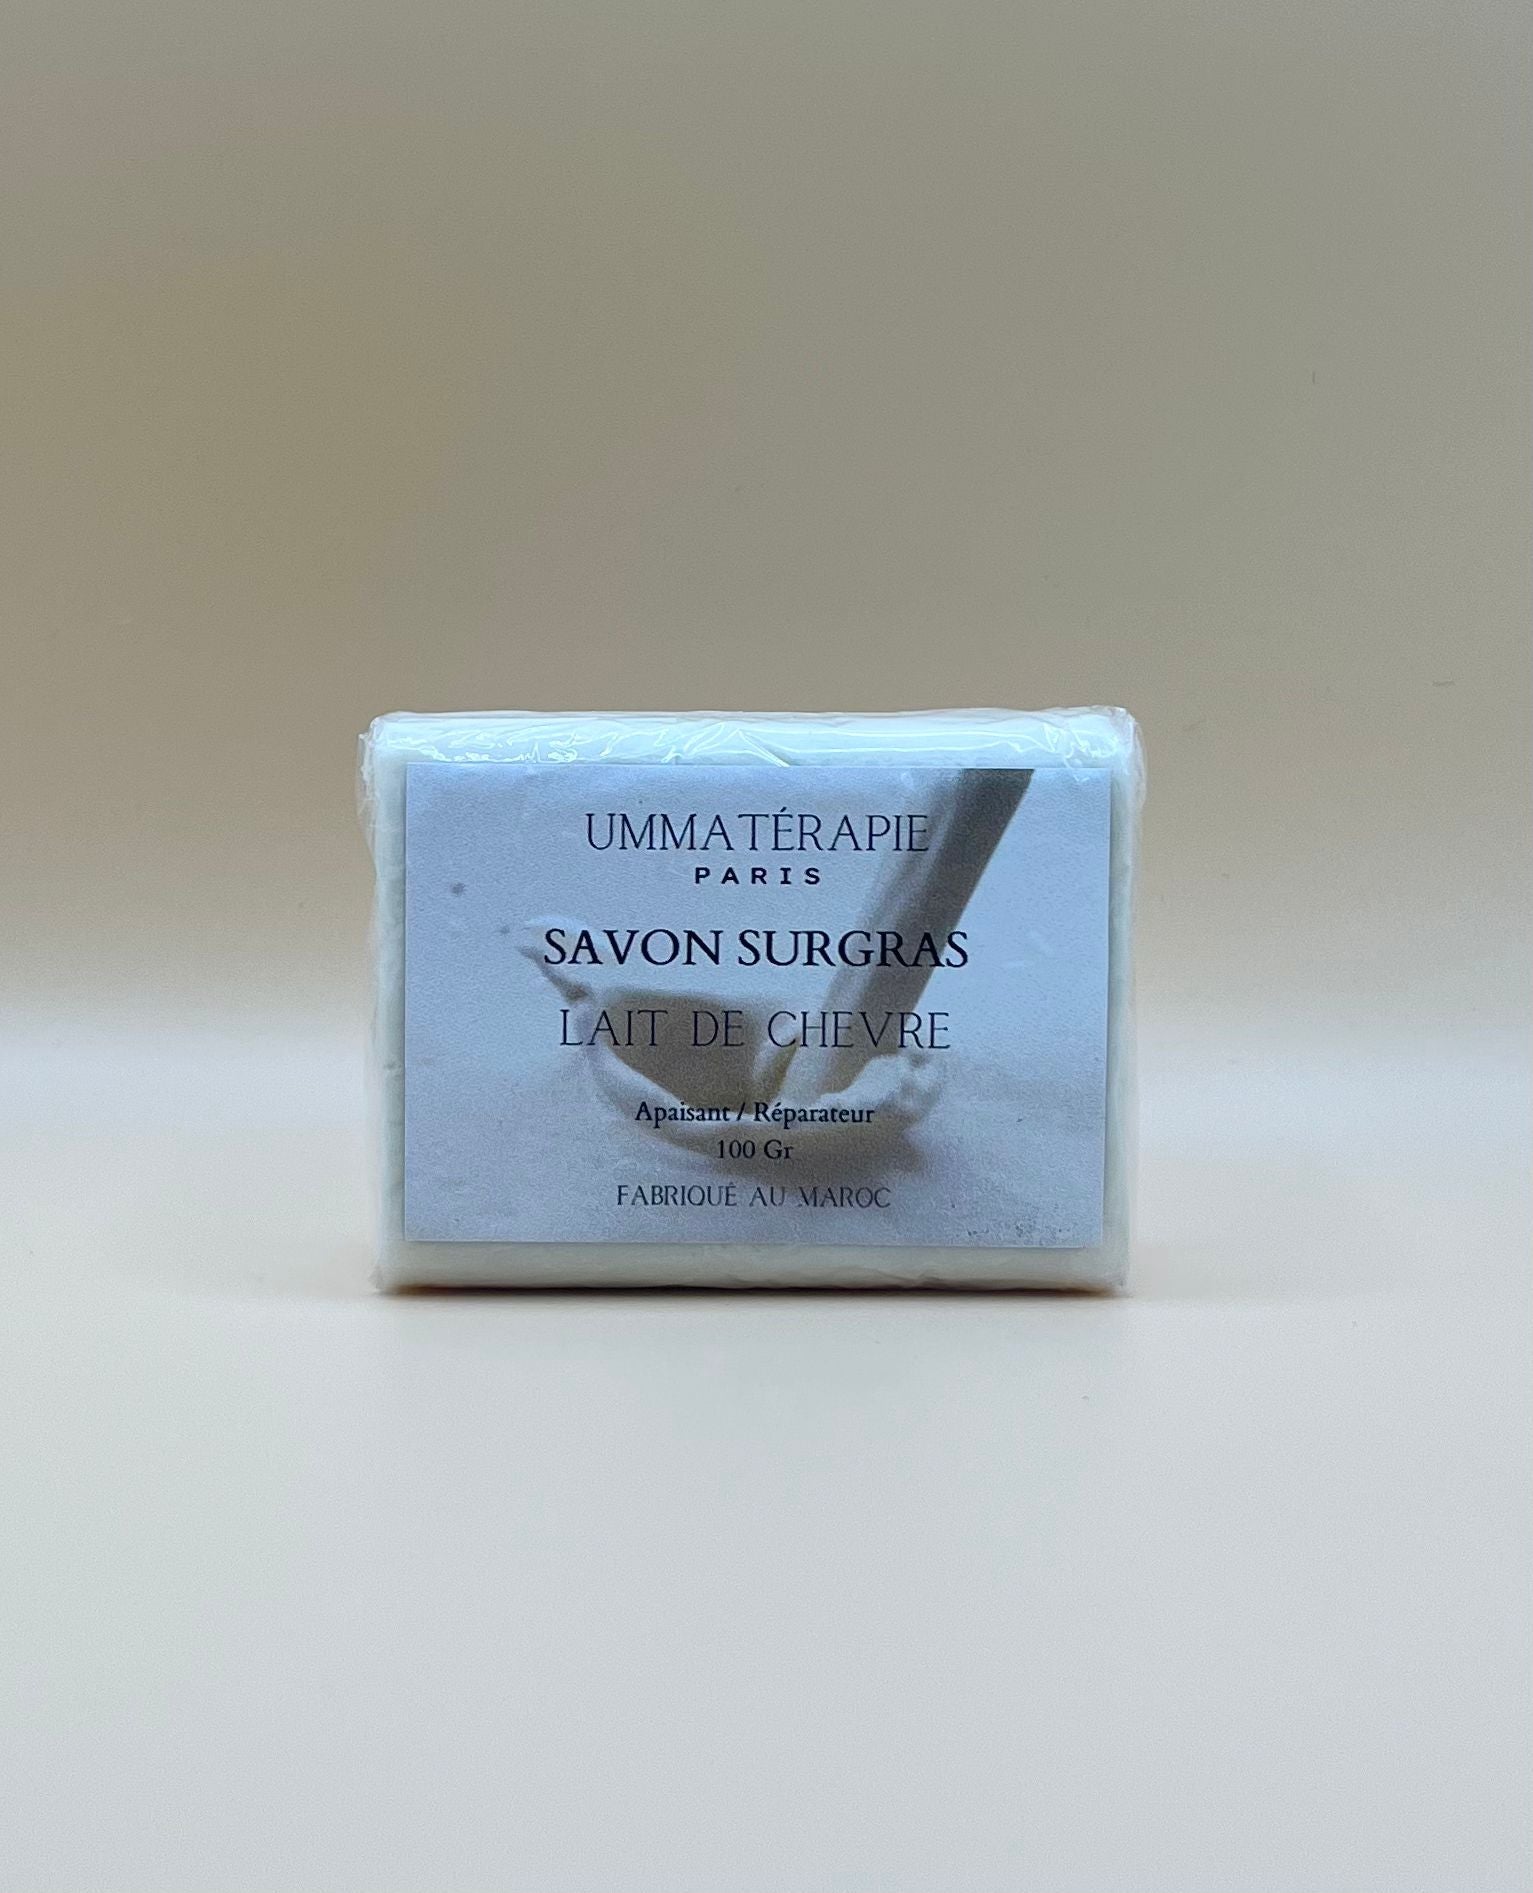 UMMATÉRAPIE
PARIS
SAVON SURGRAS
LAIT DE CHEVRE
Apaisant / Réparateur
100 Gr
FABRIQUÉ AU MAROC